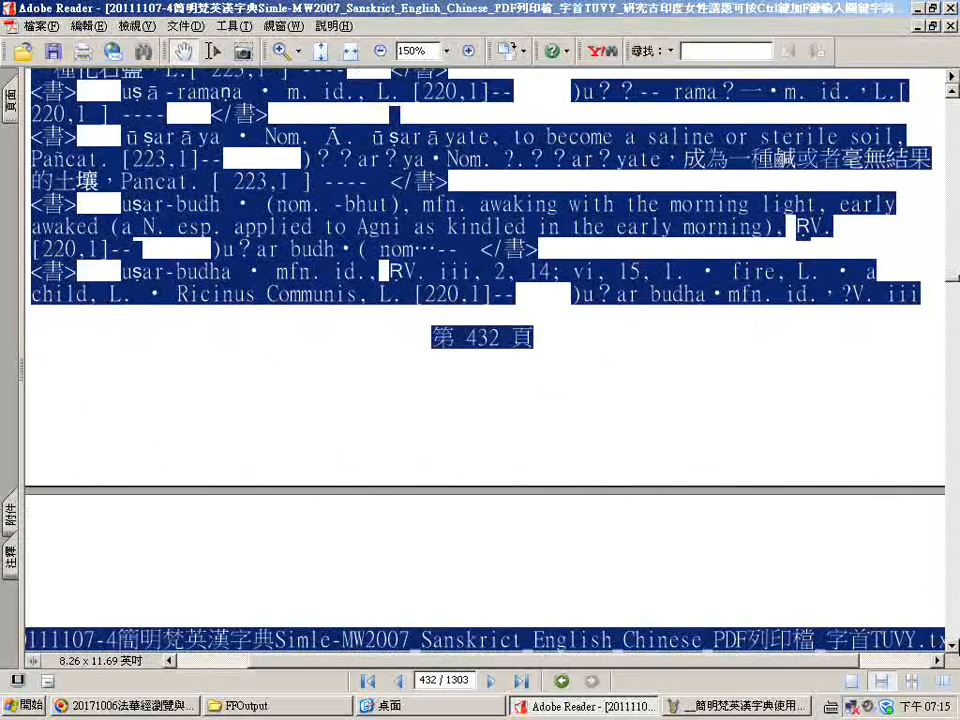 Adobe Reader - [20111107-4簡明梵英漢字典Simle-MW2007_Sanskrict_English_Chinese_PDF列印檔_字首TUVY_研究古印度女性議題可按Ctrl鍵加F鍵輸入關鍵字詞
檔案(F) 編輯(E) 檢視(V) 文件(D) 工具(T) 視窗(W) 說明(H)
150% 尋找:
頁面
L. [ 223,1 ] ---- </書>
<書> uṣā-ramaṇa • m. id., L. [220,1]-- )u??-- rama?一•m. id.,L.[
220,1 ] ---- </書>
<書> ūṣarāya • Nom. Ā. ūṣarāyate, to become a saline or sterile soil,
Pañcat. [223,1]-- )??ar?ya•Nom. ?.??ar?yate,成為一種鹹或者毫無結果
的土壤,Pancat. [ 223,1 ] ---- </書>
<書> uṣar-budh • (nom. -bhut), mfn. awaking with the morning light, early
awaked (a N. esp. applied to Agni as kindled in the early morning), ṚV.
[220,1]-- )u?ar budh•( nom…-- </書>
<書> uṣar-budha • mfn. id., ṚV. iii, 2, 14; vi, 15, 1. • fire, L. • a
child, L. • Ricinus Communis, L. [220,1]-- )u?ar budha•mfn. id.,?V. iii
第 432 頁
附件
注釋
111107-4簡明梵英漢字典Simle-MW2007_Sanskrict_English_Chinese_PDF列印檔_字首TUVY.tx
8.26 x 11.69 英吋
432 / 1303
開始 20171006法華經瀏覽與... FFOutput 桌面 Adobe Reader - [2011110... __簡明梵英字典使用... 下午 07:15